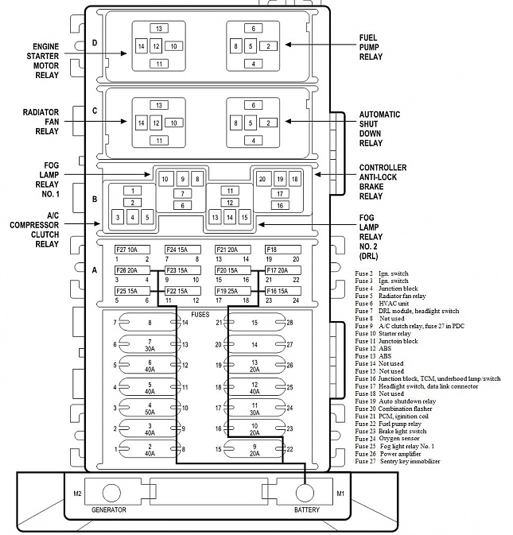 D
13
14 12 10
11
6
8 5 2
4
ENGINE
STARTER
MOTOR
RELAY
FUEL
PUMP
RELAY
C
13
14 12 10
11
6
8 5 2
4
RADIATOR
FAN
RELAY
AUTOMATIC
SHUT
DOWN
RELAY
FOG
LAMP
RELAY
NO. 1
CONTROLLER
ANTI-LOCK
BRAKE
RELAY
B
10 9 8
7
6
20 19 18
17
16
1
2
3 4 5
11
12
13 14 15
A/C
COMPRESSOR
CLUTCH
RELAY
FOG
LAMP
RELAY
NO. 2
(DRL)
A
F27 10A F24 15A F21 20A F18
1 2 7 8 13 14 19 20
F26 20A F23 15A F20 15A F17 20A
3 4 9 10 15 16 21 22
F25 15A F22 15A F19 25A F16 15A
5 6 11 12 17 18 23 24
FUSES
7 8 14 21 15 28
6 7 13 20 14 27
30A
5 6 12 19 13 26
40A 20A
4 5 11 18 12 25
40A 40A
3 4 10 17 11 24
50A 30A
2 3 9 16 10 23
40A 40A
1 2 8 15 9 22
40A 20A
Fuse 2 Ign. switch
Fuse 3 Ign. switch
Fuse 4 Junction block
Fuse 5 Radiator fan relay
Fuse 6 HVAC unit
Fuse 7 DRL module, headlight switch
Fuse 8 Not used
Fuse 9 A/C clutch relay, fuse 27 in PDC
Fuse 10 Starter relay
Fuse 11 Junctoin block
Fuse 12 ABS
Fuse 13 ABS
Fuse 14 Not used
Fuse 15 Not used
Fuse 16 Junction block, TCM, underhood lamp/switch
Fuse 17 Headlight switch, data link connector
Fuse 18 Not used
Fuse 19 Auto shutdown relay
Fuse 20 Combination flasher
Fuse 21 PCM, ignition coil
Fuse 22 Fuel pump relay
Fuse 23 Brake light switch
Fuse 24 Oxygen sensor
Fuse 25 Fog light relay No. 1
Fuse 26 Power amplifier
Fuse 27 Sentry key immobilizer
M2
M1
GENERATOR
BATTERY